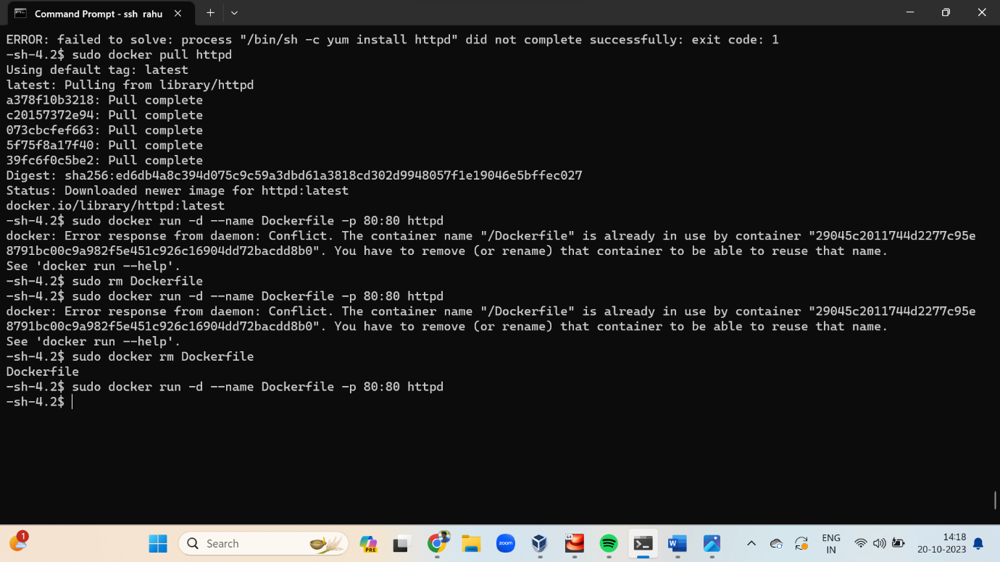 Command Prompt - ssh rahu
ERROR: failed to solve: process "/bin/sh -c yum install httpd" did not complete successfully: exit code: 1
-sh-4.2$ sudo docker pull httpd
Using default tag: latest
latest: Pulling from library/httpd
a378f10b3218: Pull complete
c20157372e94: Pull complete
073cbcfef663: Pull complete
5f75f8a17f40: Pull complete
39fc6f0c5be2: Pull complete
Digest: sha256:ed6db4a8c394d075c9c59a3dbd61a3818cd302d9948057f1e19046e5bffec027
Status: Downloaded newer image for httpd:latest
docker.io/library/httpd:latest
-sh-4.2$ sudo docker run -d --name Dockerfile -p 80:80 httpd
docker: Error response from daemon: Conflict. The container name "/Dockerfile" is already in use by container "29045c2011744d2277c95e
8791bc00c9a982f5e451c926c16904dd72bacdd8b0". You have to remove (or rename) that container to be able to reuse that name.
See 'docker run --help'.
-sh-4.2$ sudo rm Dockerfile
-sh-4.2$ sudo docker run -d --name Dockerfile -p 80:80 httpd
docker: Error response from daemon: Conflict. The container name "/Dockerfile" is already in use by container "29045c2011744d2277c95e
8791bc00c9a982f5e451c926c16904dd72bacdd8b0". You have to remove (or rename) that container to be able to reuse that name.
See 'docker run --help'.
-sh-4.2$ sudo docker rm Dockerfile
Dockerfile
-sh-4.2$ sudo docker run -d --name Dockerfile -p 80:80 httpd
-sh-4.2$
1
Search
PRE
zoom
64
W
ENG
IN
14:18
20-10-2023